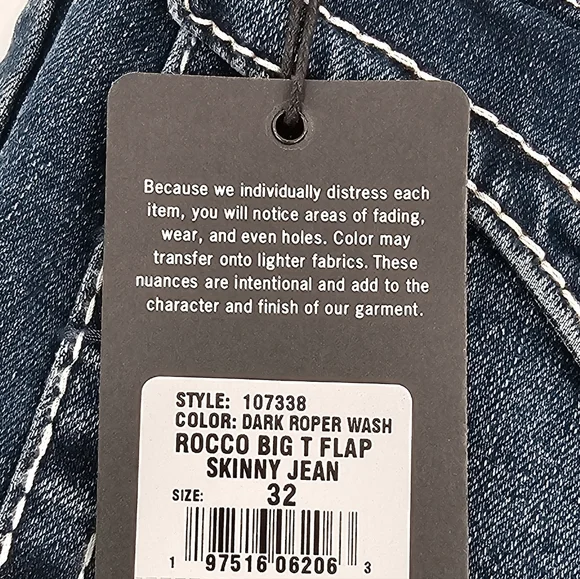 Because we individually distress each
item, you will notice areas of fading,
wear, and even holes. Color may
transfer onto lighter fabrics. These
nuances are intentional and add to the
character and finish of our garment.
STYLE: 107338
COLOR: DARK ROPER WASH
ROCCO BIG T FLAP
SKINNY JEAN
SIZE: 32
1 97516 06206 3